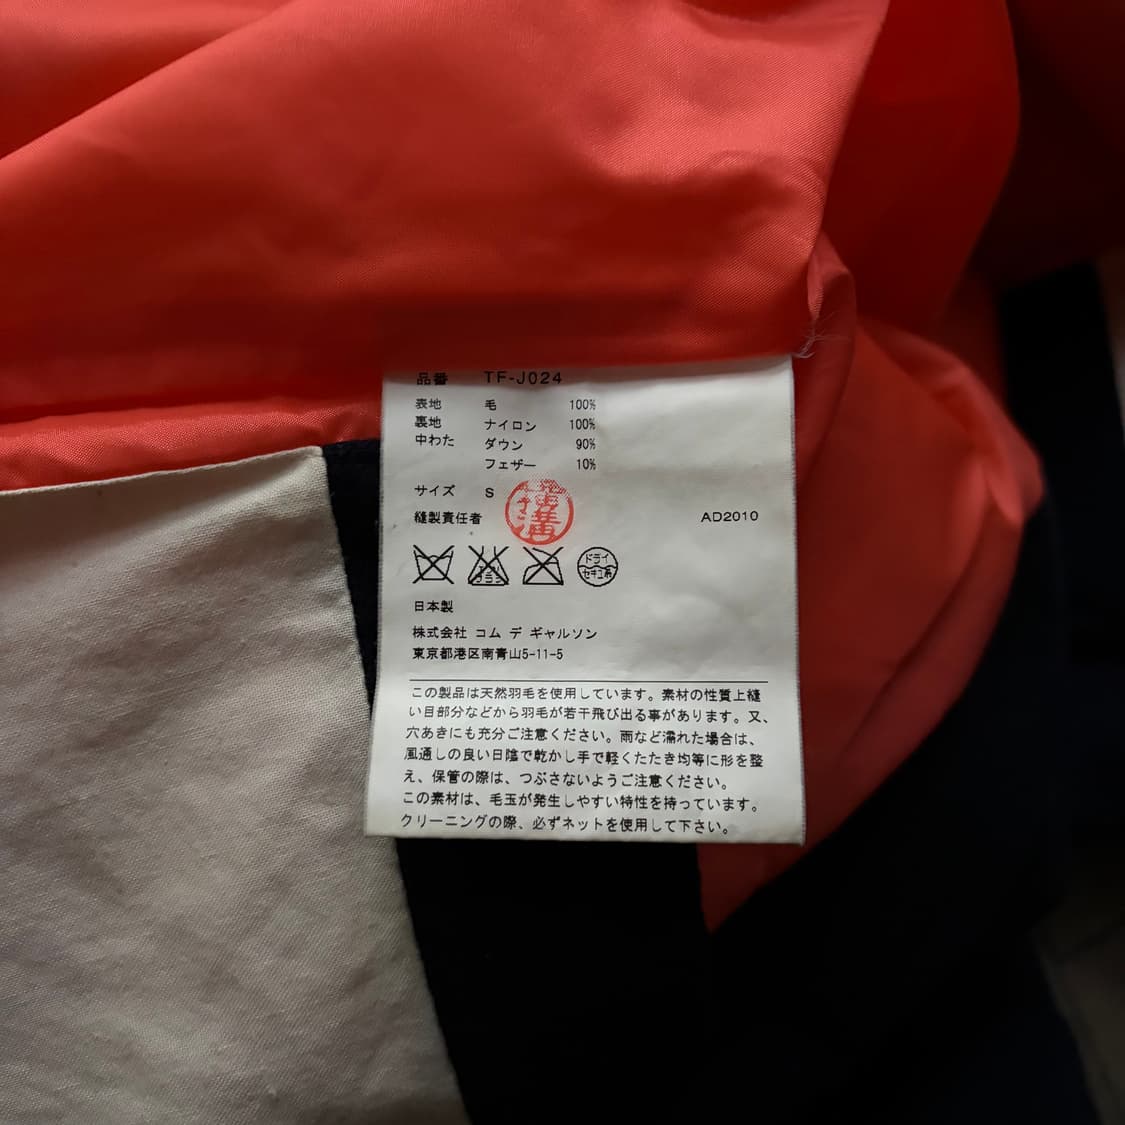 品番 TF-J024
表地 毛 100%
裏地 ナイロン 100%
中わた ダウン 90%
フェザー 10%
サイズ S
縫製責任者 AD2010
ドライ
セキユ系
日本製
株式会社 コム デ ギャルソン
東京都港区南青山5-11-5
この製品は天然羽毛を使用しています。素材の性質上縫
い目部分などから羽毛が若干飛び出る事があります。又、
穴あきにも充分ご注意ください。雨など濡れた場合は、
風通しの良い日陰で乾かし手で軽くたたき均等に形を整
え、保管の際は、つぶさないようご注意ください。
この素材は、毛玉が発生しやすい特性を持っています。
クリーニングの際、必ずネットを使用して下さい。